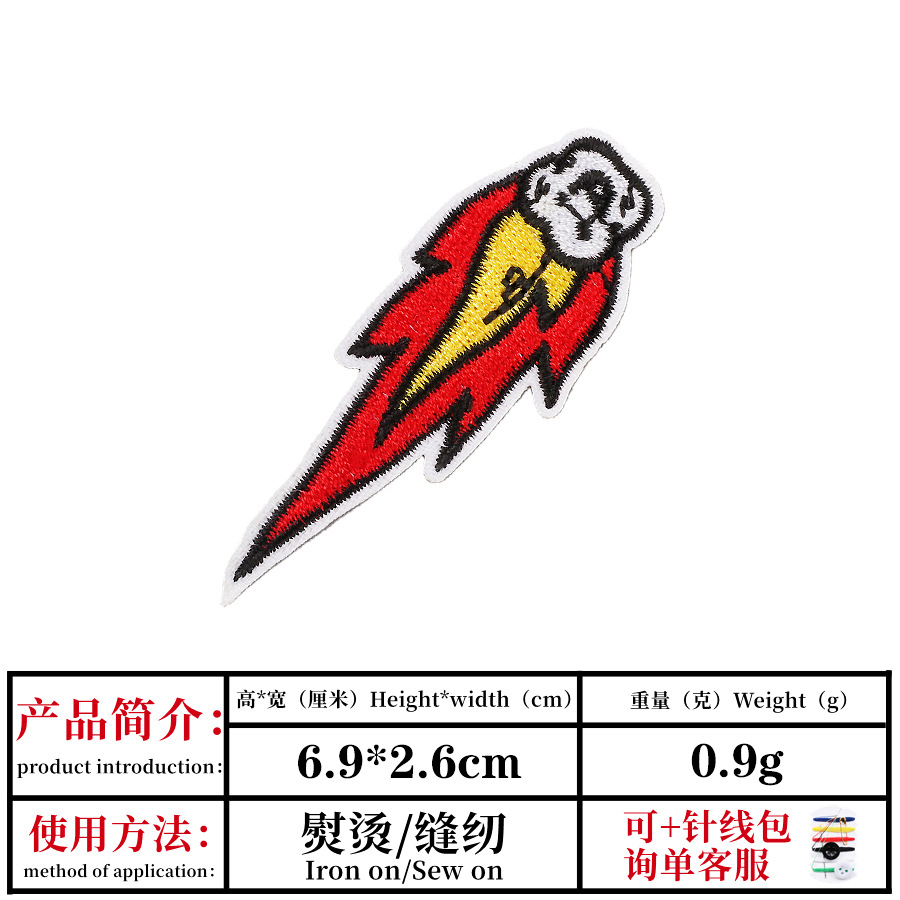 产品简介：
product introduction：
高*宽（厘米）Height*width（cm）
重量（克）Weight（g）
6.9*2.6cm
0.9g
使用方法：
method of application：
熨烫/缝纫
Iron on/Sew on
可+针线包
询单客服